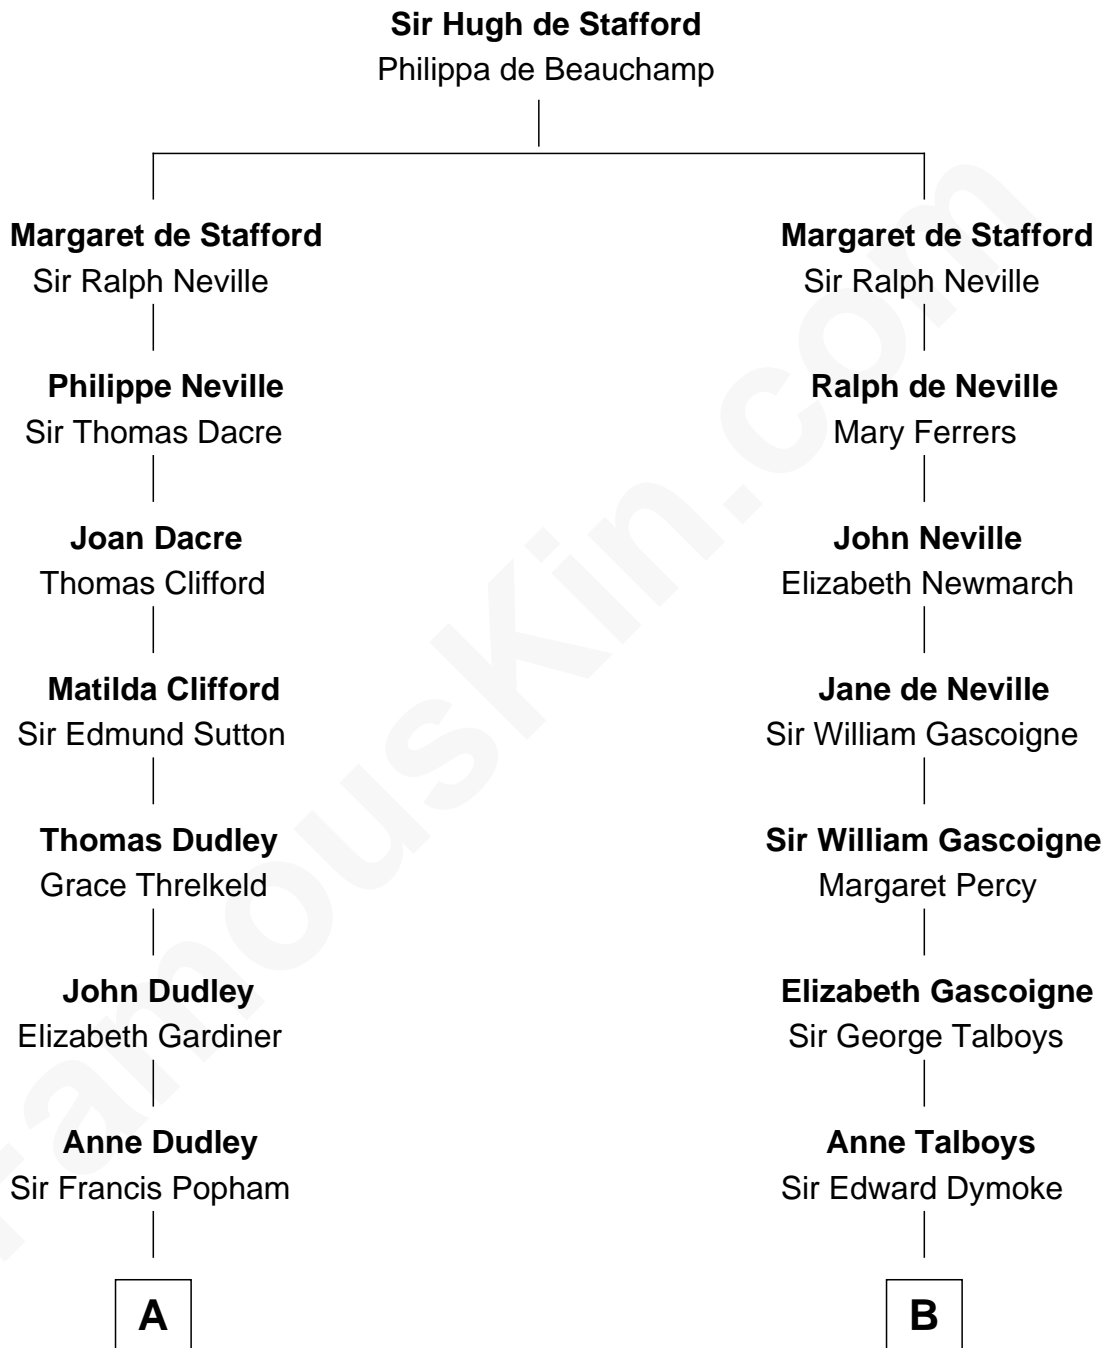 Sir Hugh de Stafford
Philippa de Beauchamp
Margaret de Stafford
Sir Ralph Neville
Margaret de Stafford
Sir Ralph Neville
Philippe Neville
Sir Thomas Dacre
Ralph de Neville
Mary Ferrers
Joan Dacre
Thomas Clifford
John Neville
Elizabeth Newmarch
Matilda Clifford
Sir Edmund Sutton
Jane de Neville
Sir William Gascoigne
Thomas Dudley
Grace Threlkeld
Sir William Gascoigne
Margaret Percy
John Dudley
Elizabeth Gardiner
Elizabeth Gascoigne
Sir George Talboys
Anne Dudley
Sir Francis Popham
Anne Talboys
Sir Edward Dymoke
A
B
FamousKin.com